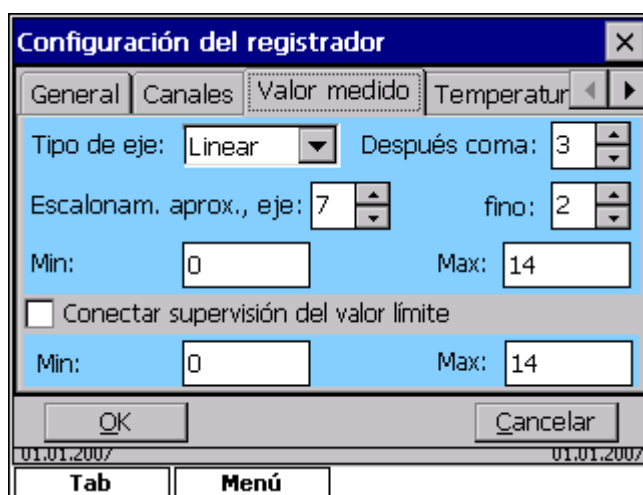 Configuración del registrador
General Canales Valor medido Temperatur
Tipo de eje: Linear Después coma: 3
Escalonam. aprox., eje: 7 fino: 2
Min: 0 Max: 14
Conectar supervisión del valor límite
Min: 0 Max: 14
OK Cancelar
01.01.2007 01.01.2007
Tab Menú